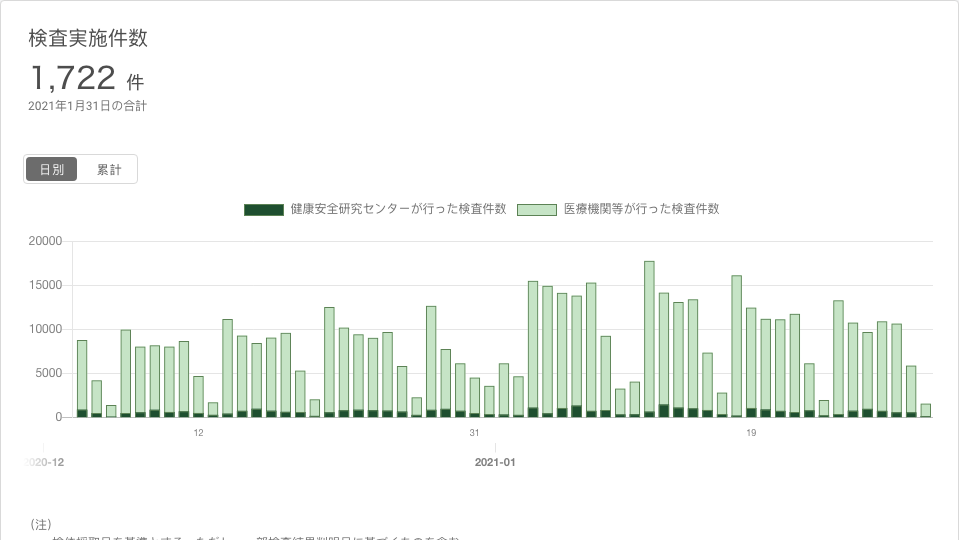 検査実施件数
1,722 件
2021年1月31日の合計
日別 累計
健康安全研究センターが行った検査件数 医療機関等が行った検査件数
20000
15000
10000
5000
0
12 31 19
2020-12 2021-01
（注）